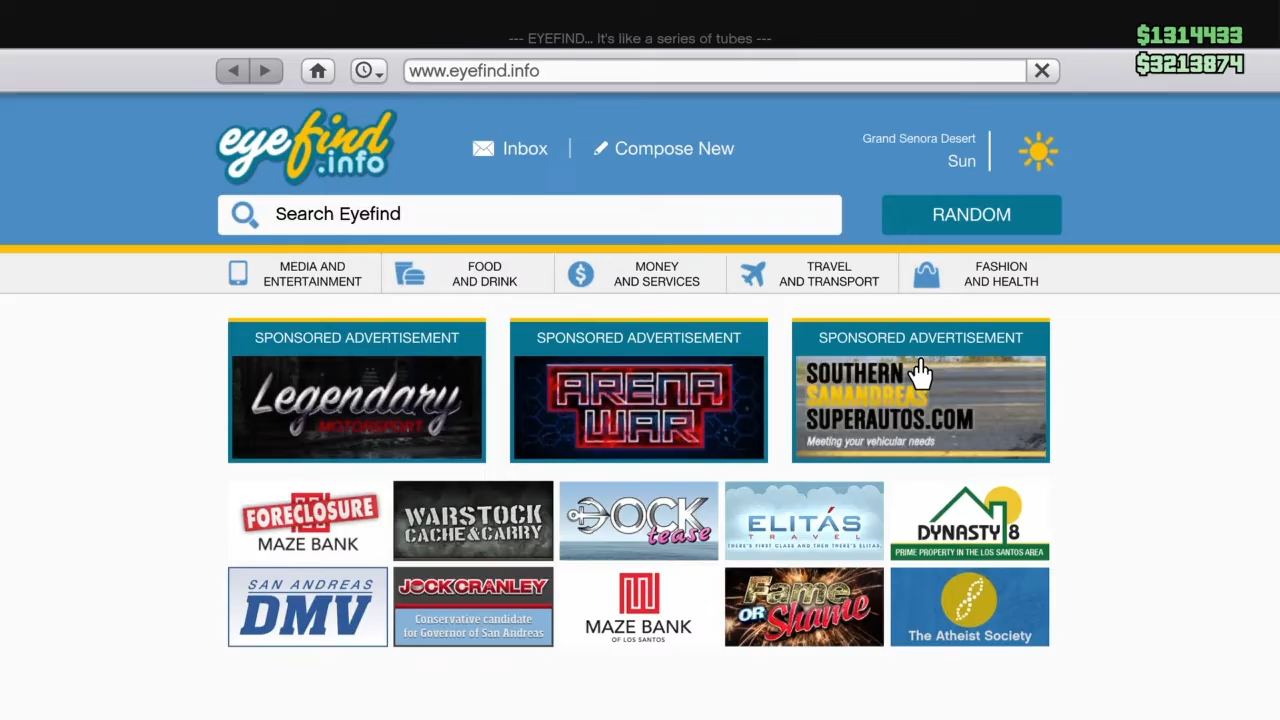 --- EYEFIND... It's like a series of tubes ---
$1314433
$3213874
www.eyefind.info
eyefind.info
Inbox
Compose New
Grand Senora Desert
Sun
Search Eyefind
RANDOM
MEDIA AND
ENTERTAINMENT
FOOD
AND DRINK
MONEY
AND SERVICES
TRAVEL
AND TRANSPORT
FASHION
AND HEALTH
SPONSORED ADVERTISEMENT
Legendary
MOTORSPORT
SPONSORED ADVERTISEMENT
ARENA
WAR
SPONSORED ADVERTISEMENT
SOUTHERN
SANANDREAS
SUPERAUTOS.COM
Meeting your vehicular needs
FORECLOSURE
MAZE BANK
WARSTOCK
CACHE&CARRY
DOCK
tease
ELITÁS
TRAVEL
THERE'S FIRST CLASS AND THEN THERE'S ELITAS
DYNASTY 8
PRIME PROPERTY IN THE LOS SANTOS AREA
SAN ANDREAS
DMV
JOCK CRANLEY
Conservative candidate
for Governor of San Andreas
MAZE BANK
OF LOS SANTOS
Fame
OR Shame
The Atheist Society